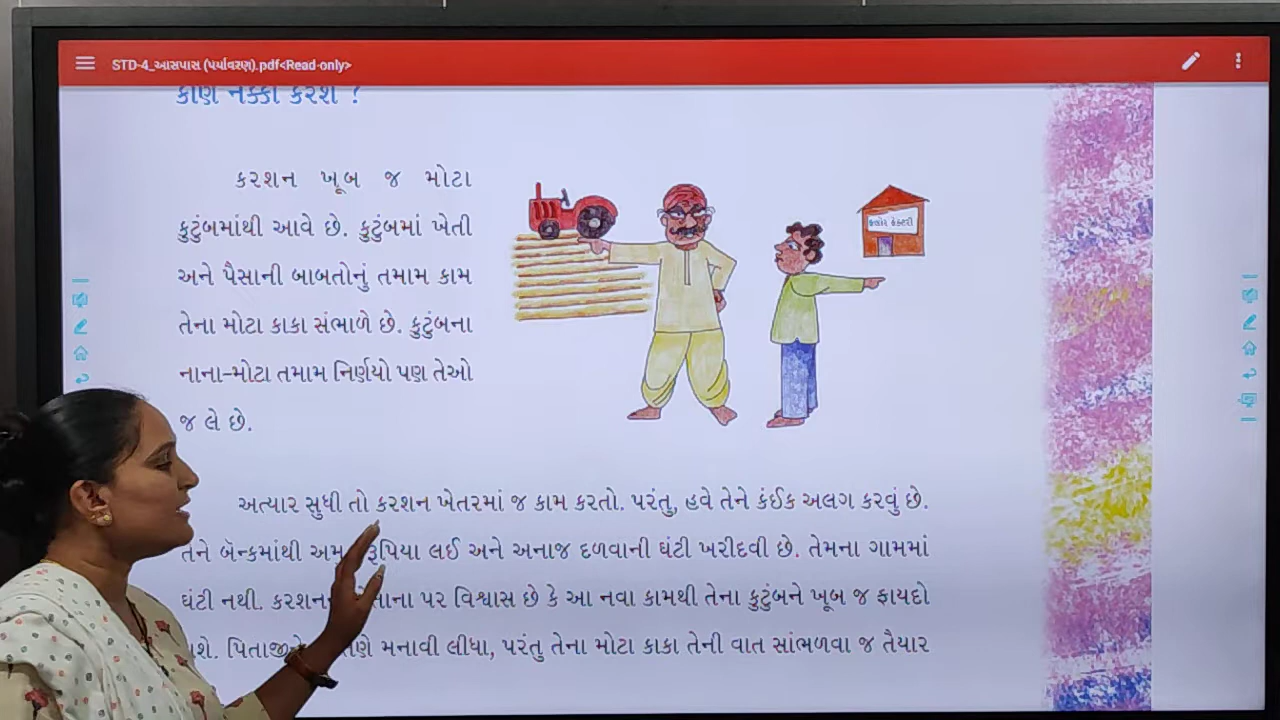 STD-4_આસપાસ (પર્યાવરણ).pdf<Read-only>
કોણ નક્કી કરશે ?
કરશન ખૂબ જ મોટા
કુટુંબમાંથી આવે છે. કુટુંબમાં ખેતી
અને પૈસાની બાબતોનું તમામ કામ
તેના મોટા કાકા સંભાળે છે. કુટુંબના
નાના-મોટા તમામ નિર્ણયો પણ તેઓ
જ લે છે.
ફ્લોર ફેક્ટરી
અત્યાર સુધી તો કરશન ખેતરમાં જ કામ કરતો. પરંતુ, હવે તેને કંઈક અલગ કરવું છે.
તેને બૅન્કમાંથી રૂપિયા લઈ અને અનાજ દળવાની ઘંટી ખરીદવી છે. તેમના ગામમાં
ઘંટી નથી. પર વિશ્વાસ છે કે આ નવા કામથી તેના કુટુંબને ખૂબ જ ફાયદો
મનાવી લીધા, પરંતુ તેના મોટા કાકા તેની વાત સાંભળવા જ તૈયાર